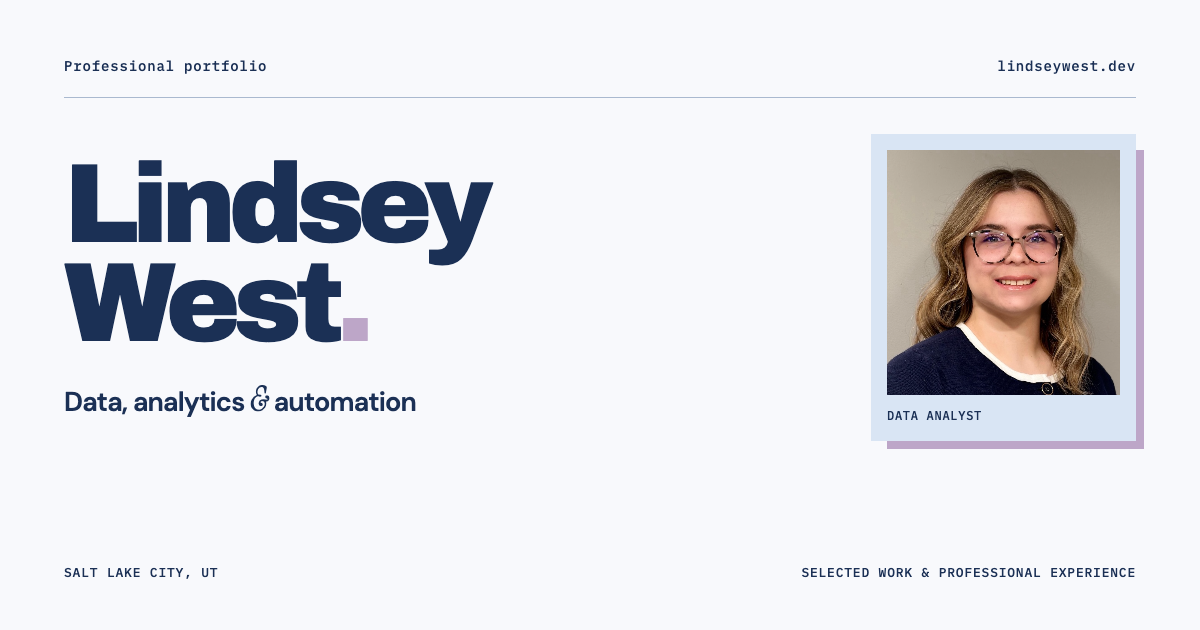 Professional portfolio
lindseywest.dev
Lindsey
West.
Data, analytics & automation
DATA ANALYST
SALT LAKE CITY, UT
SELECTED WORK & PROFESSIONAL EXPERIENCE